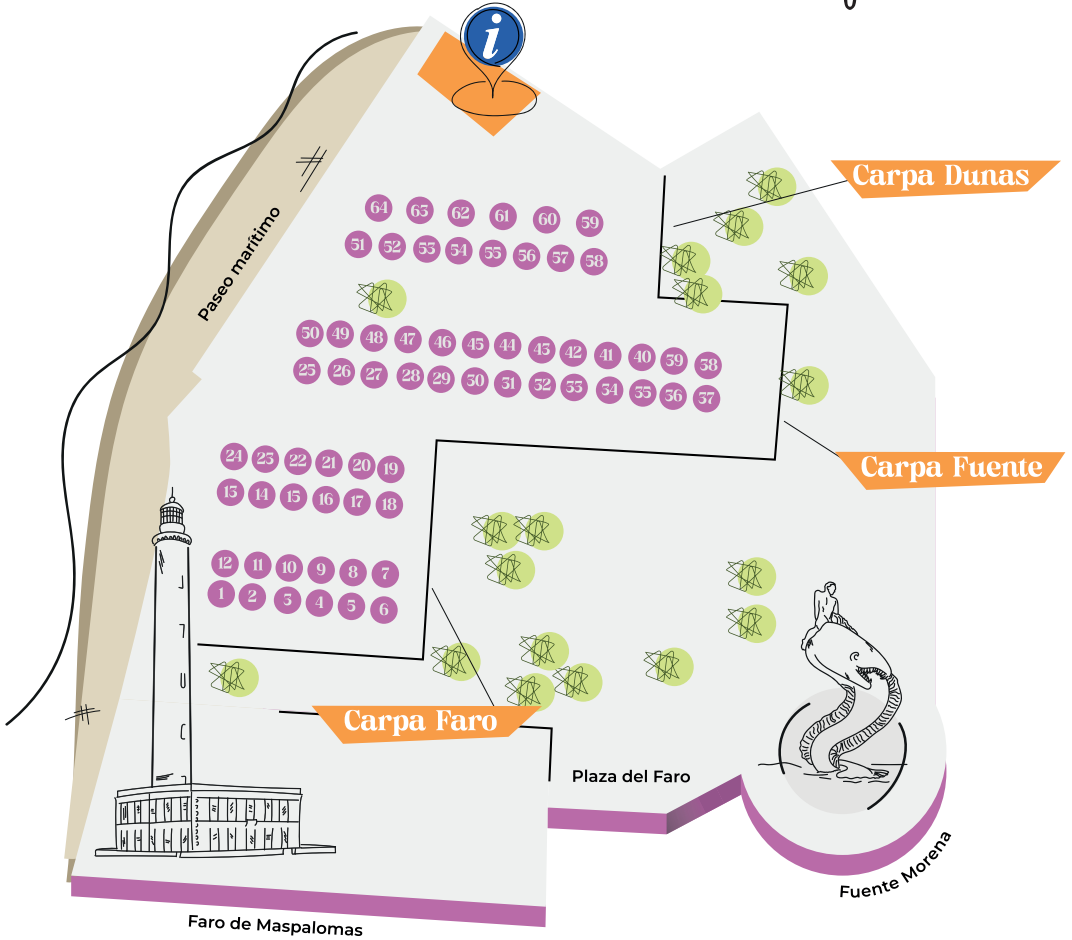 i
Carpa Dunas
Paseo marítimo
64 63 62 61 60 59
51 52 53 54 55 56 57 58
50 49 48 47 46 45 44 43 42 41 40 39 38
25 26 27 28 29 30 31 32 33 34 35 36 37
Carpa Fuente
24 23 22 21 20 19
13 14 15 16 17 18
12 11 10 9 8 7
1 2 3 4 5 6
Carpa Faro
Plaza del Faro
Fuente Morena
Faro de Maspalomas